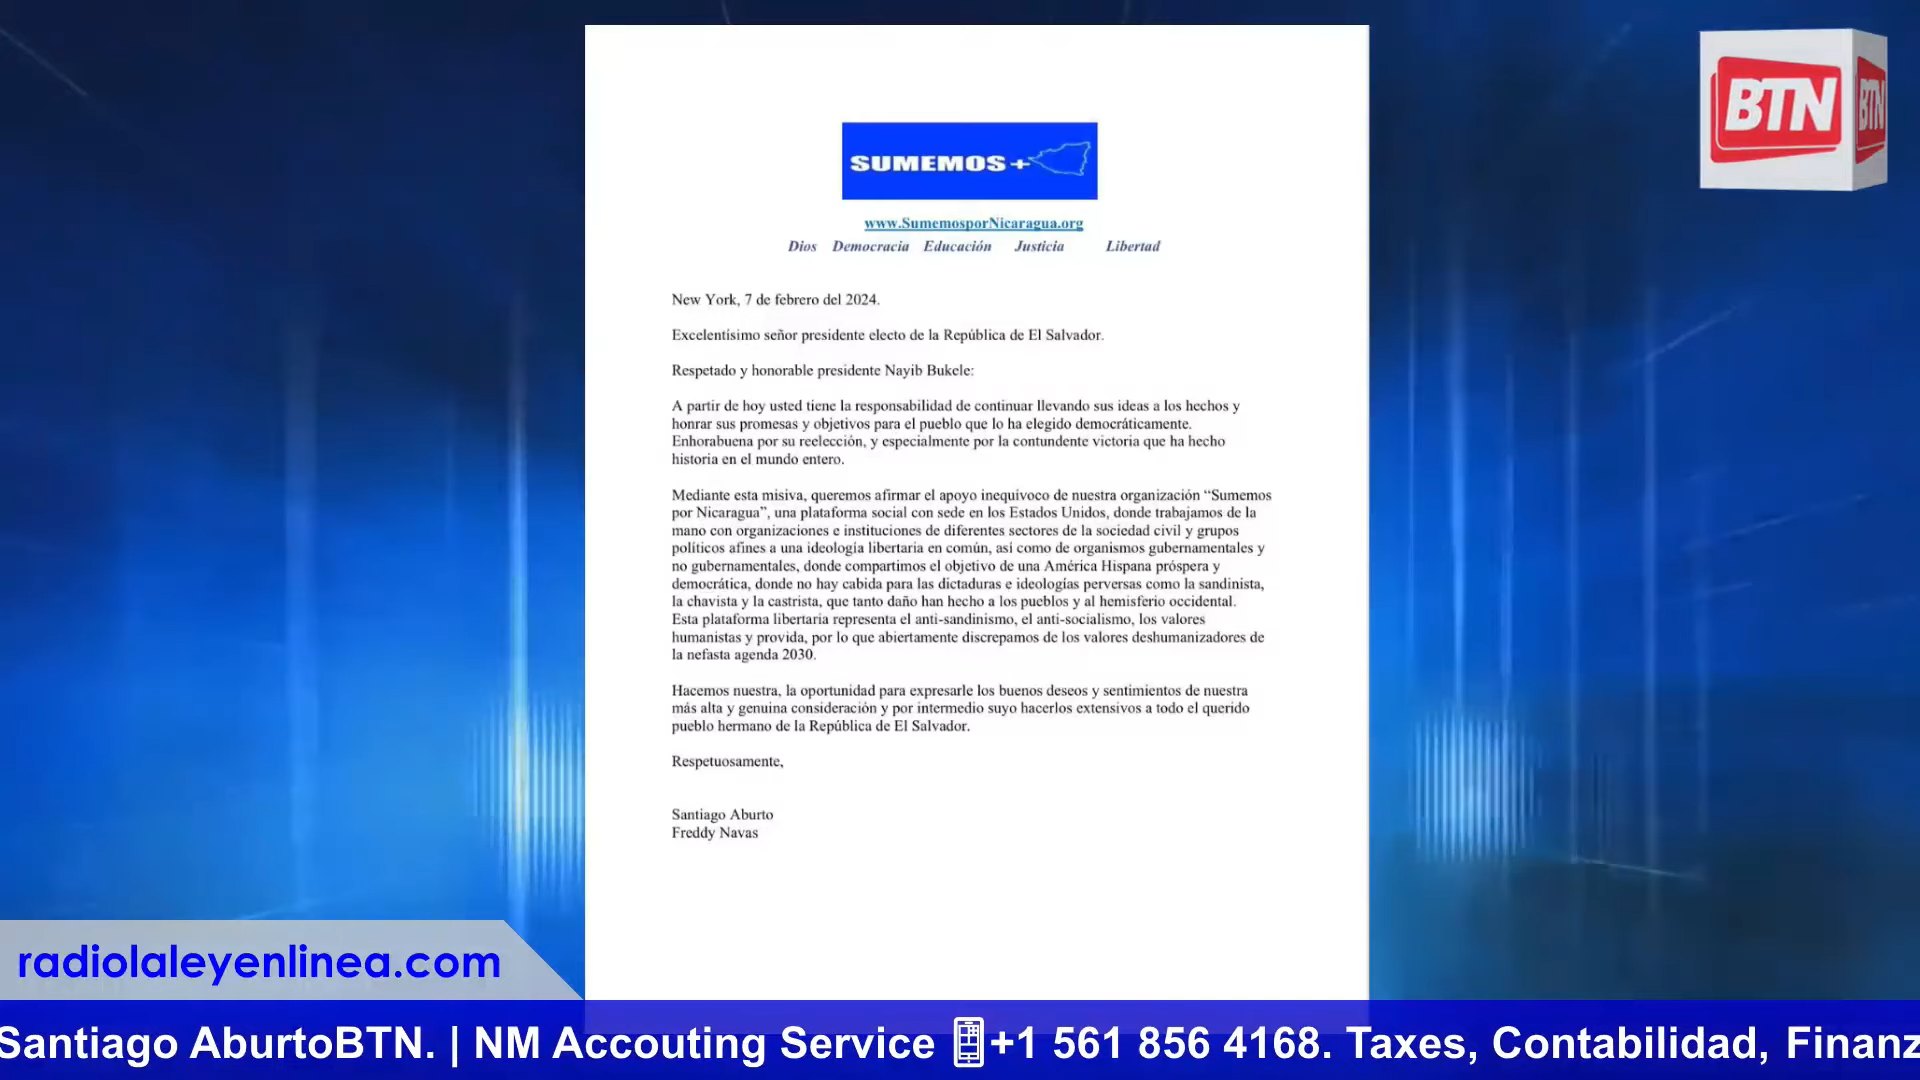 BTN
BTN
SUMEMOS +
www.SumemosporNicaragua.org
Dios Democracia Educación Justicia Libertad
New York, 7 de febrero del 2024.
Excelentísimo señor presidente electo de la República de El Salvador.
Respetado y honorable presidente Nayib Bukele:
A partir de hoy usted tiene la responsabilidad de continuar llevando sus ideas a los hechos y
honrar sus promesas y objetivos para el pueblo que lo ha elegido democráticamente.
Enhorabuena por su reelección, y especialmente por la contundente victoria que ha hecho
historia en el mundo entero.
Mediante esta misiva, queremos afirmar el apoyo inequívoco de nuestra organización “Sumemos
por Nicaragua”, una plataforma social con sede en los Estados Unidos, donde trabajamos de la
mano con organizaciones e instituciones de diferentes sectores de la sociedad civil y grupos
políticos afines a una ideología libertaria en común, así como de organismos gubernamentales y
no gubernamentales, donde compartimos el objetivo de una América Hispana próspera y
democrática, donde no hay cabida para las dictaduras e ideologías perversas como la sandinista,
la chavista y la castrista, que tanto daño han hecho a los pueblos y al hemisferio occidental.
Esta plataforma libertaria representa el anti-sandinismo, el anti-socialismo, los valores
humanistas y provida, por lo que abiertamente discrepamos de los valores deshumanizadores de
la nefasta agenda 2030.
Hacemos nuestra, la oportunidad para expresarle los buenos deseos y sentimientos de nuestra
más alta y genuina consideración y por intermedio suyo hacerlos extensivos a todo el querido
pueblo hermano de la República de El Salvador.
Respetuosamente,
Santiago Aburto
Freddy Navas
radiolaleyenlinea.com
Santiago AburtoBTN. | NM Accouting Service +1 561 856 4168. Taxes, Contabilidad, Finanz